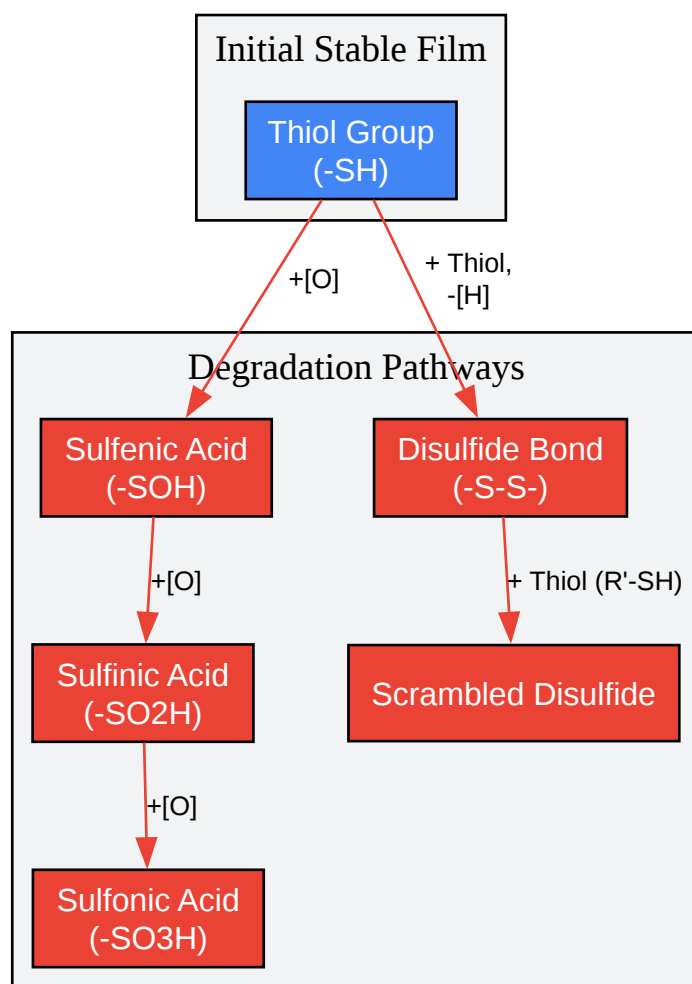 Initial Stable Film
Thiol Group
(-SH)
+[O]
+ Thiol,
-[H]
Degradation Pathways
Sulfenic Acid
(-SOH)
Disulfide Bond
(-S-S-)
+[O]
+ Thiol (R'-SH)
Sulfinic Acid
(-SO2H)
Scrambled Disulfide
+[O]
Sulfonic Acid
(-SO3H)